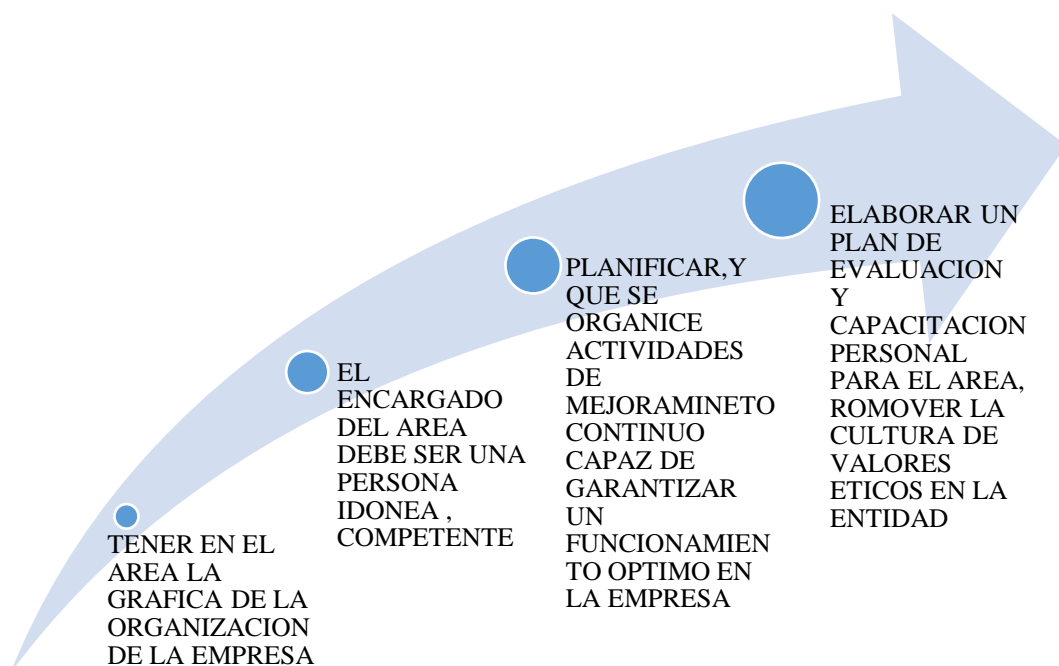 TENER EN EL
AREA LA
GRAFICA DE LA
ORGANIZACION
DE LA EMPRESA
EL
ENCARGADO
DEL AREA
DEBE SER UNA
PERSONA
IDONEA ,
COMPETENTE
PLANIFICAR,Y
QUE SE
ORGANICE
ACTIVIDADES
DE
MEJORAMINETO
CONTINUO
CAPAZ DE
GARANTIZAR
UN
FUNCIONAMIEN
TO OPTIMO EN
LA EMPRESA
ELABORAR UN
PLAN DE
EVALUACION
Y
CAPACITACION
PERSONAL
PARA EL AREA,
ROMOVER LA
CULTURA DE
VALORES
ETICOS EN LA
ENTIDAD